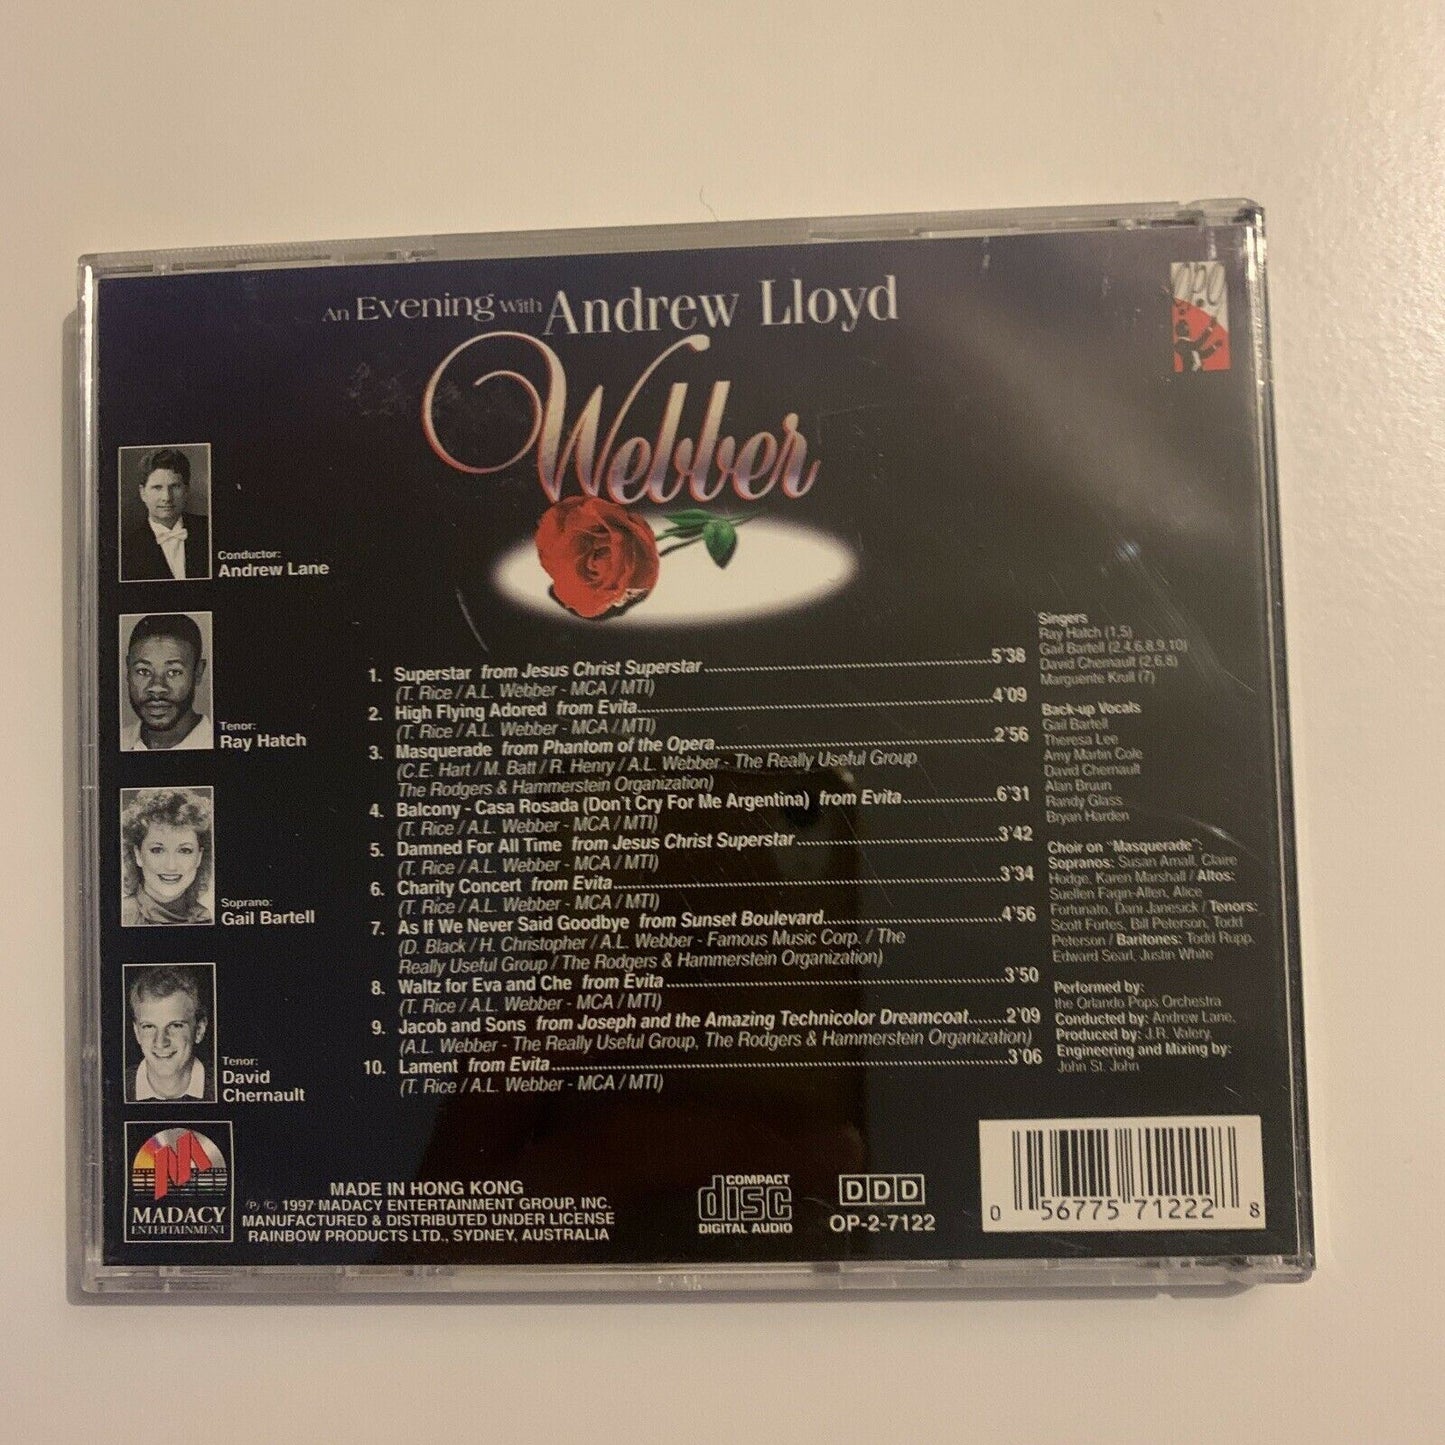 An Evening With Andrew Lloyd
Webber
OPO
Conductor:
Andrew Lane
Tenor:
Ray Hatch
Soprano:
Gail Bartell
Tenor:
David
Chernault
1. Superstar from Jesus Christ Superstar 5'38
(T. Rice / A.L. Webber - MCA / MTI)
2. High Flying Adored from Evita 4'09
(T. Rice / A.L. Webber - MCA / MTI)
3. Masquerade from Phantom of the Opera 2'56
(C.E. Hart / M. Batt / R. Henry / A.L. Webber - The Really Useful Group
The Rodgers & Hammerstein Organization)
4. Balcony - Casa Rosada (Don't Cry For Me Argentina) from Evita 6'31
(T. Rice / A.L. Webber - MCA / MTI)
5. Damned For All Time from Jesus Christ Superstar 3'42
(T. Rice / A.L. Webber - MCA / MTI)
6. Charity Concert from Evita 3'34
(T. Rice / A.L. Webber - MCA / MTI)
7. As If We Never Said Goodbye from Sunset Boulevard 4'56
(D. Black / H. Christopher / A.L. Webber - Famous Music Corp. / The
Really Useful Group / The Rodgers & Hammerstein Organization)
8. Waltz for Eva and Che from Evita 3'50
(T. Rice / A.L. Webber - MCA / MTI)
9. Jacob and Sons from Joseph and the Amazing Technicolor Dreamcoat 2'09
(A.L. Webber - The Really Useful Group, The Rodgers & Hammerstein Organization)
10. Lament from Evita 3'06
(T. Rice / A.L. Webber - MCA / MTI)
Singers
Ray Hatch (1,5)
Gail Bartell (2,4,6,8,9,10)
David Chernault (2,6,8)
Marguente Krull (7)
Back-up Vocals
Gail Bartell
Theresa Lee
Amy Martin Cole
David Chernault
Alan Bruun
Randy Glass
Bryan Harden
Choir on "Masquerade":
Sopranos: Susan Arnall, Claire
Hodge, Karen Marshall / Altos:
Suellen Fagin-Allen, Alice
Fortunato, Dani Janesick / Tenors:
Scott Fortes, Bill Peterson, Todd
Peterson / Baritones: Todd Rupp,
Edward Searl, Justin White
Performed by:
the Orlando Pops Orchestra
Conducted by: Andrew Lane,
Produced by: J.R. Valery,
Engineering and Mixing by:
John St. John
MADACY
ENTERTAINMENT
MADE IN HONG KONG
℗ © 1997 MADACY ENTERTAINMENT GROUP, INC.
MANUFACTURED & DISTRIBUTED UNDER LICENSE
RAINBOW PRODUCTS LTD., SYDNEY, AUSTRALIA
COMPACT
disc
DIGITAL AUDIO
DDD
OP-2-7122
0 56775 71222 8